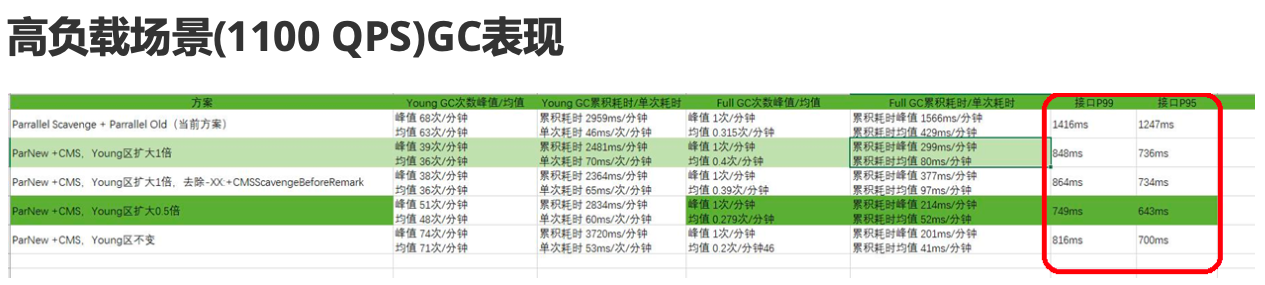 高负载场景(1100 QPS)GC表现
方案 Young GC次数峰值/均值 Young GC累积耗时/单次耗时 Full GC次数峰值/均值 Full GC累积耗时/单次耗时 接口P99 接口P95
Parrallel Scavenge + Parrallel Old（当前方案） 峰值 68次/分钟 累积耗时 2959ms/分钟 峰值 1次/分钟 累积耗时峰值 1566ms/分钟 1416ms 1247ms
均值 63次/分钟 单次耗时 46ms/次/分钟 均值 0.315次/分钟 累积耗时均值 429ms/分钟
ParNew +CMS，Young区扩大1倍 峰值 39次/分钟 累积耗时 2481ms/分钟 峰值 1次/分钟 累积耗时峰值 299ms/分钟 848ms 736ms
均值 36次/分钟 单次耗时 70ms/次/分钟 均值 0.4次/分钟 累积耗时均值 80ms/分钟
ParNew +CMS，Young区扩大1倍，去除-XX:+CMSScavengeBeforeRemark 峰值 38次/分钟 累积耗时 2364ms/分钟 峰值 1次/分钟 累积耗时峰值 377ms/分钟 864ms 734ms
均值 36次/分钟 单次耗时 65ms/次/分钟 均值 0.39次/分钟 累积耗时均值 97ms/分钟
ParNew +CMS，Young区扩大0.5倍 峰值 51次/分钟 累积耗时 2834ms/分钟 峰值 1次/分钟 累积耗时峰值 214ms/分钟 749ms 643ms
均值 48次/分钟 单次耗时 60ms/次/分钟 均值 0.279次/分钟 累积耗时均值 52ms/分钟
ParNew +CMS，Young区不变 峰值 74次/分钟 累积耗时 3720ms/分钟 峰值 1次/分钟 累积耗时峰值 201ms/分钟 816ms 700ms
均值 71次/分钟 单次耗时 53ms/次/分钟 均值 0.2次/分钟46 累积耗时均值 41ms/分钟